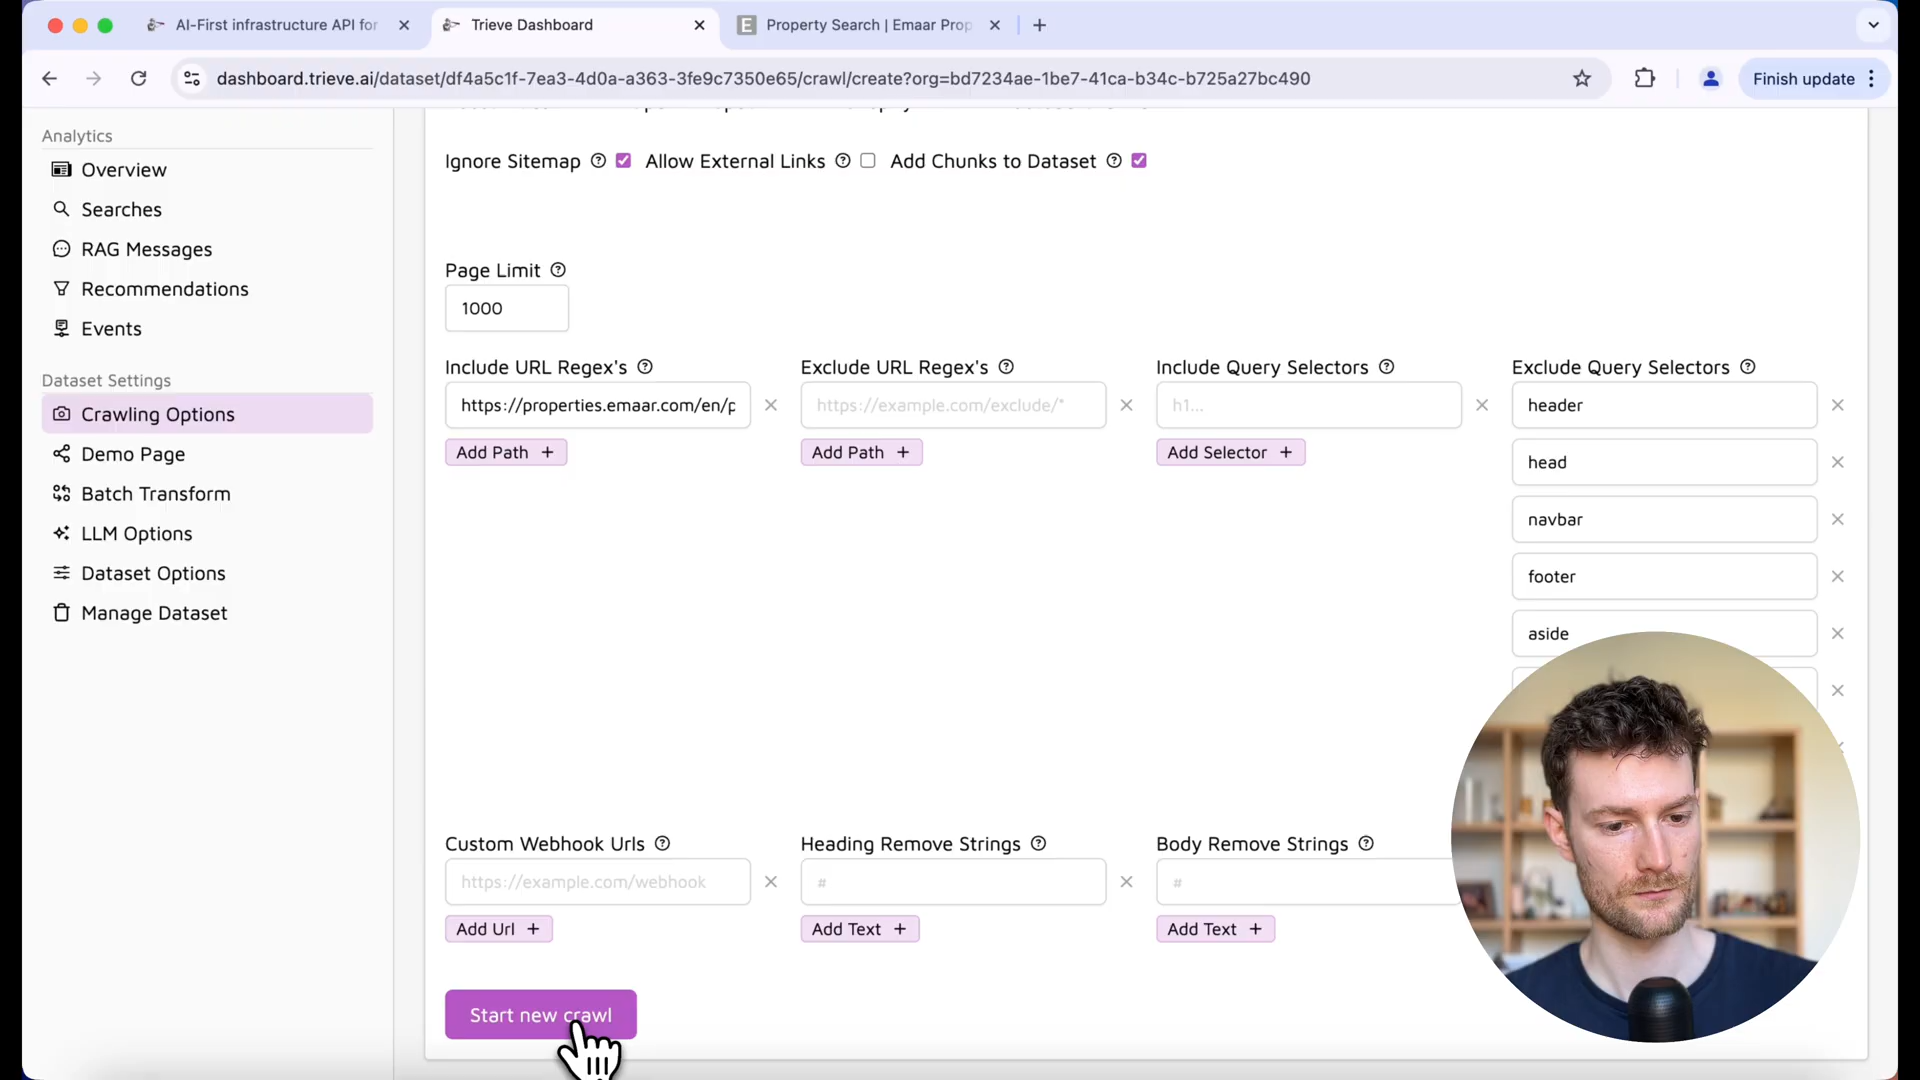 AI-First infrastructure API for
Trieve Dashboard
Property Search | Emaar Prop
dashboard.trieve.ai/dataset/df4a5c1f-7ea3-4d0a-a363-3fe9c7350e65/crawl/create?org=bd7234ae-1be7-41ca-b34c-b725a27bc490
Finish update
Analytics
Overview
Searches
RAG Messages
Recommendations
Events
Dataset Settings
Crawling Options
Demo Page
Batch Transform
LLM Options
Dataset Options
Manage Dataset
Ignore Sitemap
Allow External Links
Add Chunks to Dataset
Page Limit
1000
Include URL Regex's
https://properties.emaar.com/en/p
Add Path +
Exclude URL Regex's
https://example.com/exclude/*
Add Path +
Include Query Selectors
h1...
Add Selector +
Exclude Query Selectors
header
head
navbar
footer
aside
Custom Webhook Urls
https://example.com/webhook
Add Url +
Heading Remove Strings
#
Add Text +
Body Remove Strings
#
Add Text +
Start new crawl